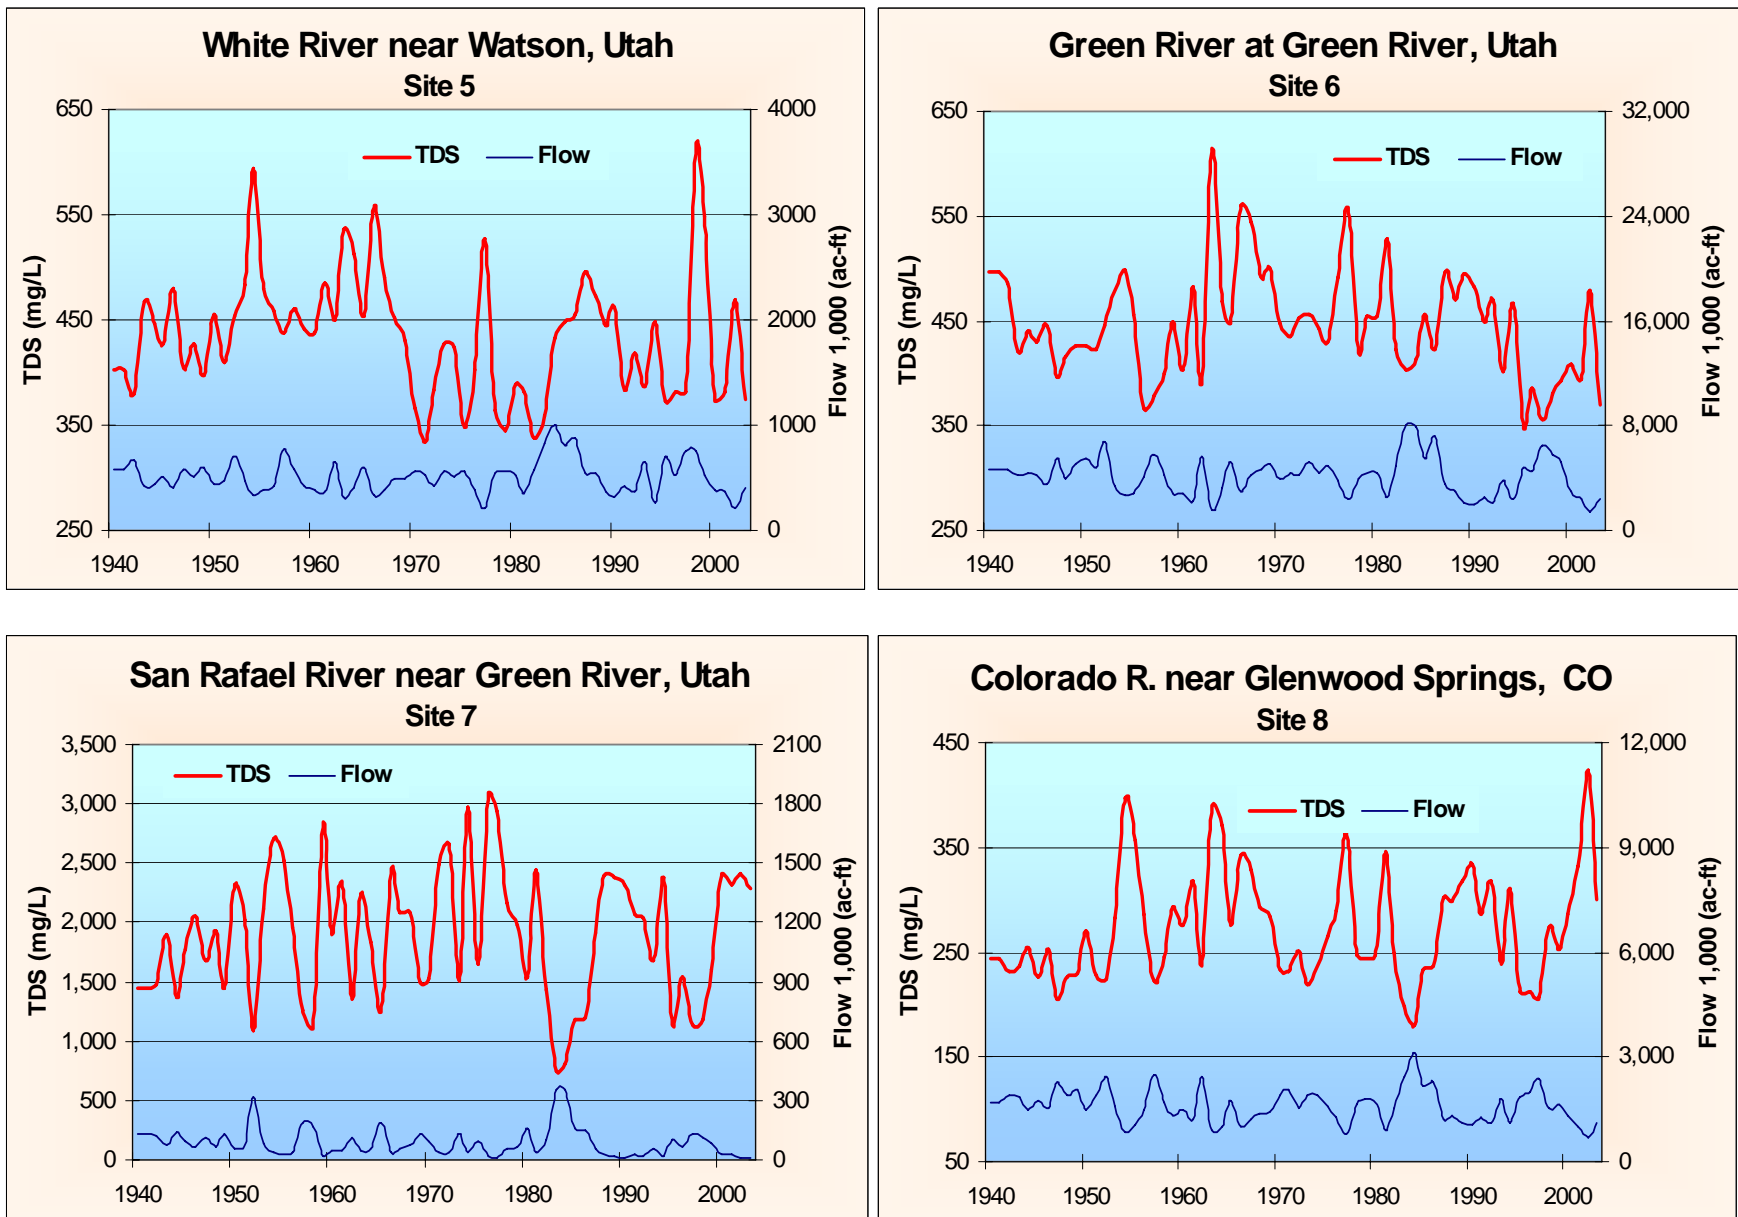 White River near Watson, Utah
Site 5
TDS (mg/L)
650
550
450
350
250
TDS
Flow
4000
3000
2000
1000
0
Flow 1,000 (ac-ft)
1940 1950 1960 1970 1980 1990 2000
Green River at Green River, Utah
Site 6
TDS (mg/L)
650
550
450
350
250
TDS
Flow
32,000
24,000
16,000
8,000
0
Flow 1,000 (ac-ft)
1940 1950 1960 1970 1980 1990 2000
San Rafael River near Green River, Utah
Site 7
TDS (mg/L)
3,500
3,000
2,500
2,000
1,500
1,000
500
0
TDS
Flow
2100
1800
1500
1200
900
600
300
0
Flow 1,000 (ac-ft)
1940 1950 1960 1970 1980 1990 2000
Colorado R. near Glenwood Springs, CO
Site 8
TDS (mg/L)
450
350
250
150
50
TDS
Flow
12,000
9,000
6,000
3,000
0
Flow 1,000 (ac-ft)
1940 1950 1960 1970 1980 1990 2000